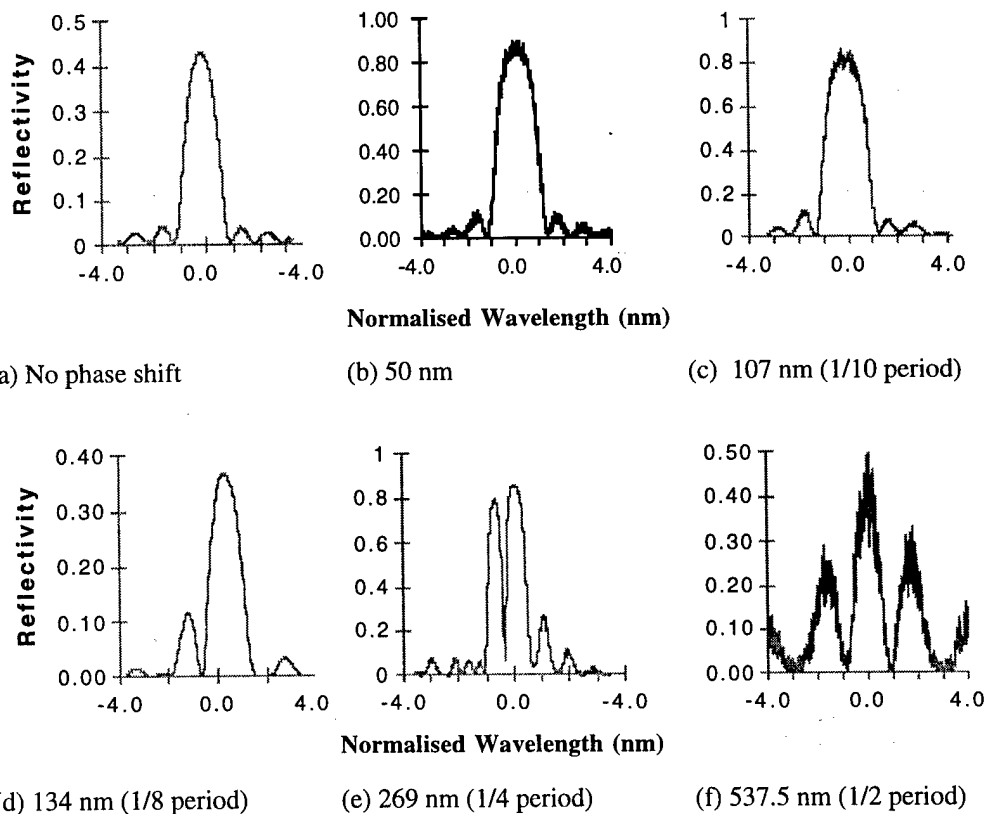 Reflectivity
0.5
0.4
0.3
0.2
0.1
0
-4.0 0.0 -4.0
1.00
0.80
0.60
0.40
0.20
0.00
-4.0 0.0 4.0
1
0.8
0.6
0.4
0.2
0
-4.0 0.0 4.0
Normalised Wavelength (nm)
a) No phase shift
(b) 50 nm
(c) 107 nm (1/10 period)
Reflectivity
0.40
0.30
0.20
0.10
0.00
-4.0 0.0 4.0
1
0.8
0.6
0.4
0.2
0
-4.0 0.0 4.0
0.50
0.40
0.30
0.20
0.10
0.00
-4.0 0.0 4.0
Normalised Wavelength (nm)
(d) 134 nm (1/8 period)
(e) 269 nm (1/4 period)
(f) 537.5 nm (1/2 period)